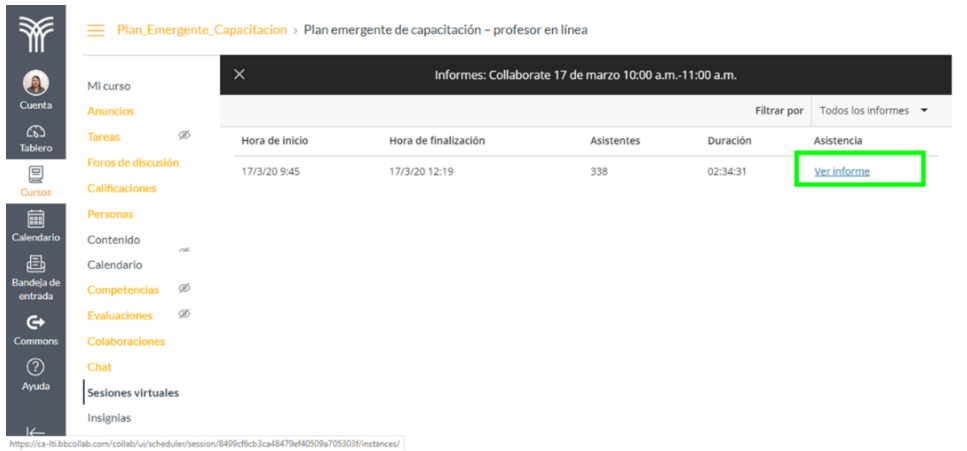 Plan_Emergente_Capacitacion > Plan emergente de capacitación – profesor en línea
Cuenta
Tablero
Cursos
Calendario
Bandeja de
entrada
Commons
Ayuda
Mi curso
Anuncios
Tareas
Foros de discusión
Calificaciones
Personas
Contenido
Calendario
Competencias
Evaluaciones
Colaboraciones
Chat
Sesiones virtuales
Insignias
Informes: Collaborate 17 de marzo 10:00 a.m.-11:00 a.m.
Filtrar por Todos los informes
Hora de inicio Hora de finalización Asistentes Duración Asistencia
17/3/20 9:45 17/3/20 12:19 338 02:34:31 Ver informe
https://ca-lti.bbcollab.com/collab/ui/scheduler/session/8499cf6cb3ca48479ef40509a705303f/instances/